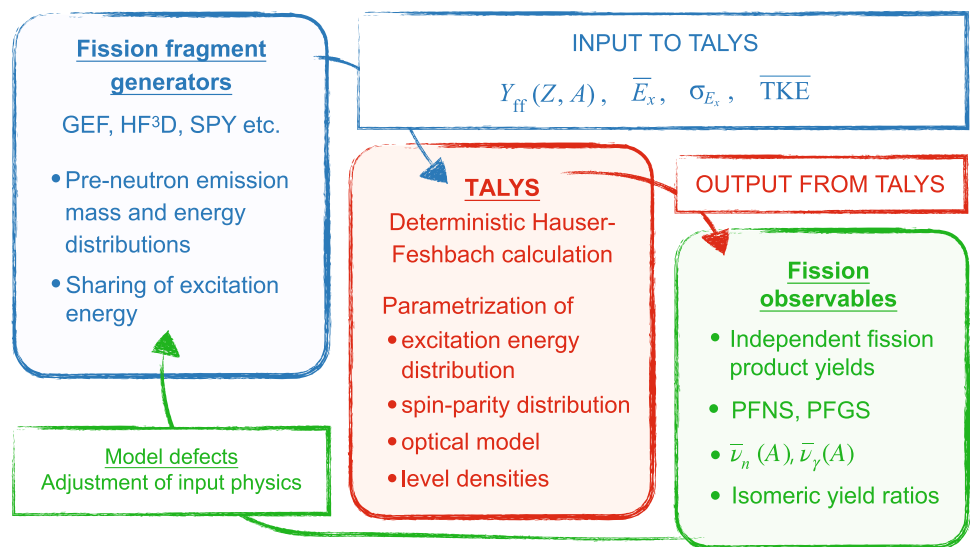 Fission fragment
generators
GEF, HF³D, SPY etc.
• Pre-neutron emission
mass and energy
distributions
• Sharing of excitation
energy
INPUT TO TALYS
Y_ff (Z, A) , E̅_x, σ_{E_x} , T̅K̅E̅
TALYS
Deterministic Hauser-
Feshbach calculation
Parametrization of
• excitation energy
distribution
• spin-parity distribution
• optical model
• level densities
OUTPUT FROM TALYS
Fission
observables
• Independent fission
product yields
• PFNS, PFGS
• ν̅_n (A), ν̅_γ(A)
• Isomeric yield ratios
Model defects
Adjustment of input physics